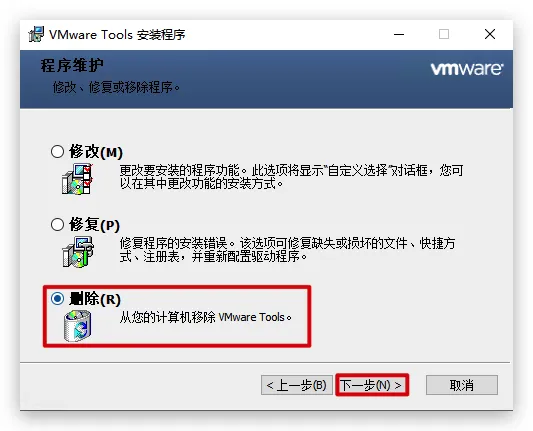 VMware Tools 安装程序
程序维护
修改、修复或移除程序。
vmware
修改(M)
更改要安装的程序功能。此选项将显示“自定义选择”对话框，您可
以在其中更改功能的安装方式。
修复(P)
修复程序的安装错误。该选项可修复缺失或损坏的文件、快捷方
式、注册表，并重新配置驱动程序。
删除(R)
从您的计算机移除 VMware Tools。
< 上一步(B)
下一步(N) >
取消